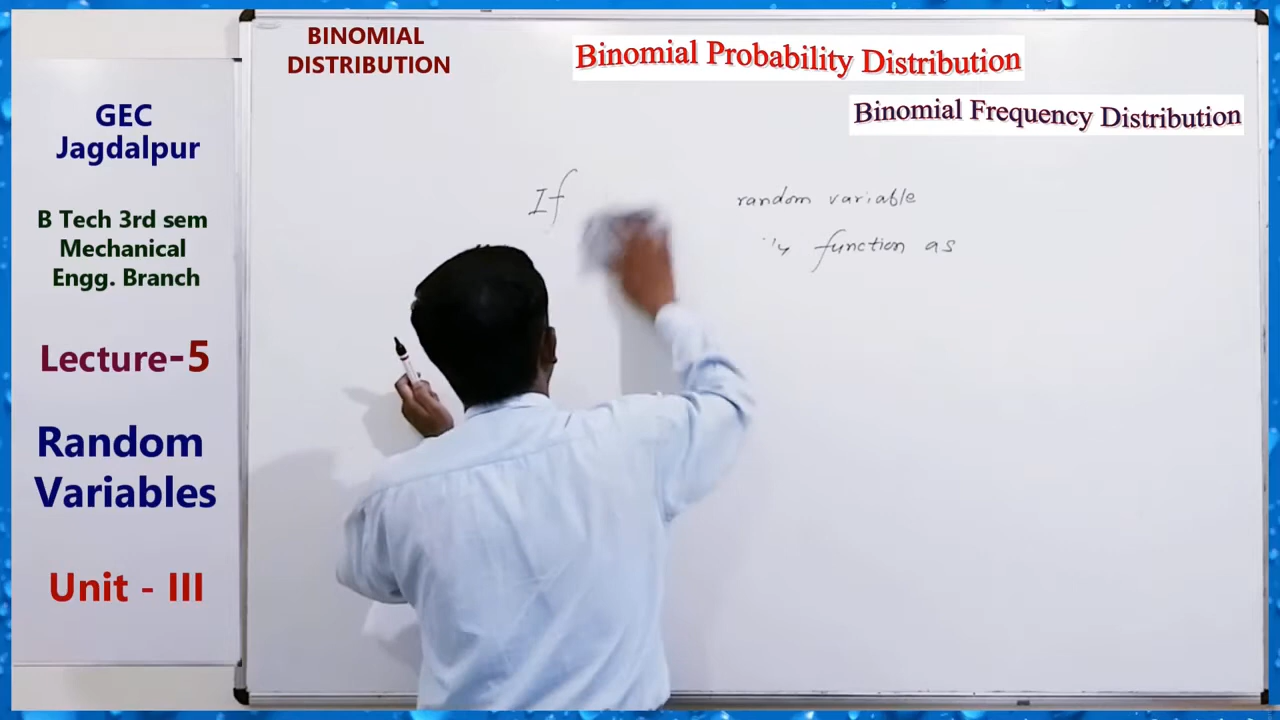 BINOMIAL
DISTRIBUTION
Binomial Probability Distribution
Binomial Frequency Distribution
GEC
Jagdalpur
B Tech 3rd sem
Mechanical
Engg. Branch
Lecture-5
Random
Variables
Unit - III
If random variable
function as